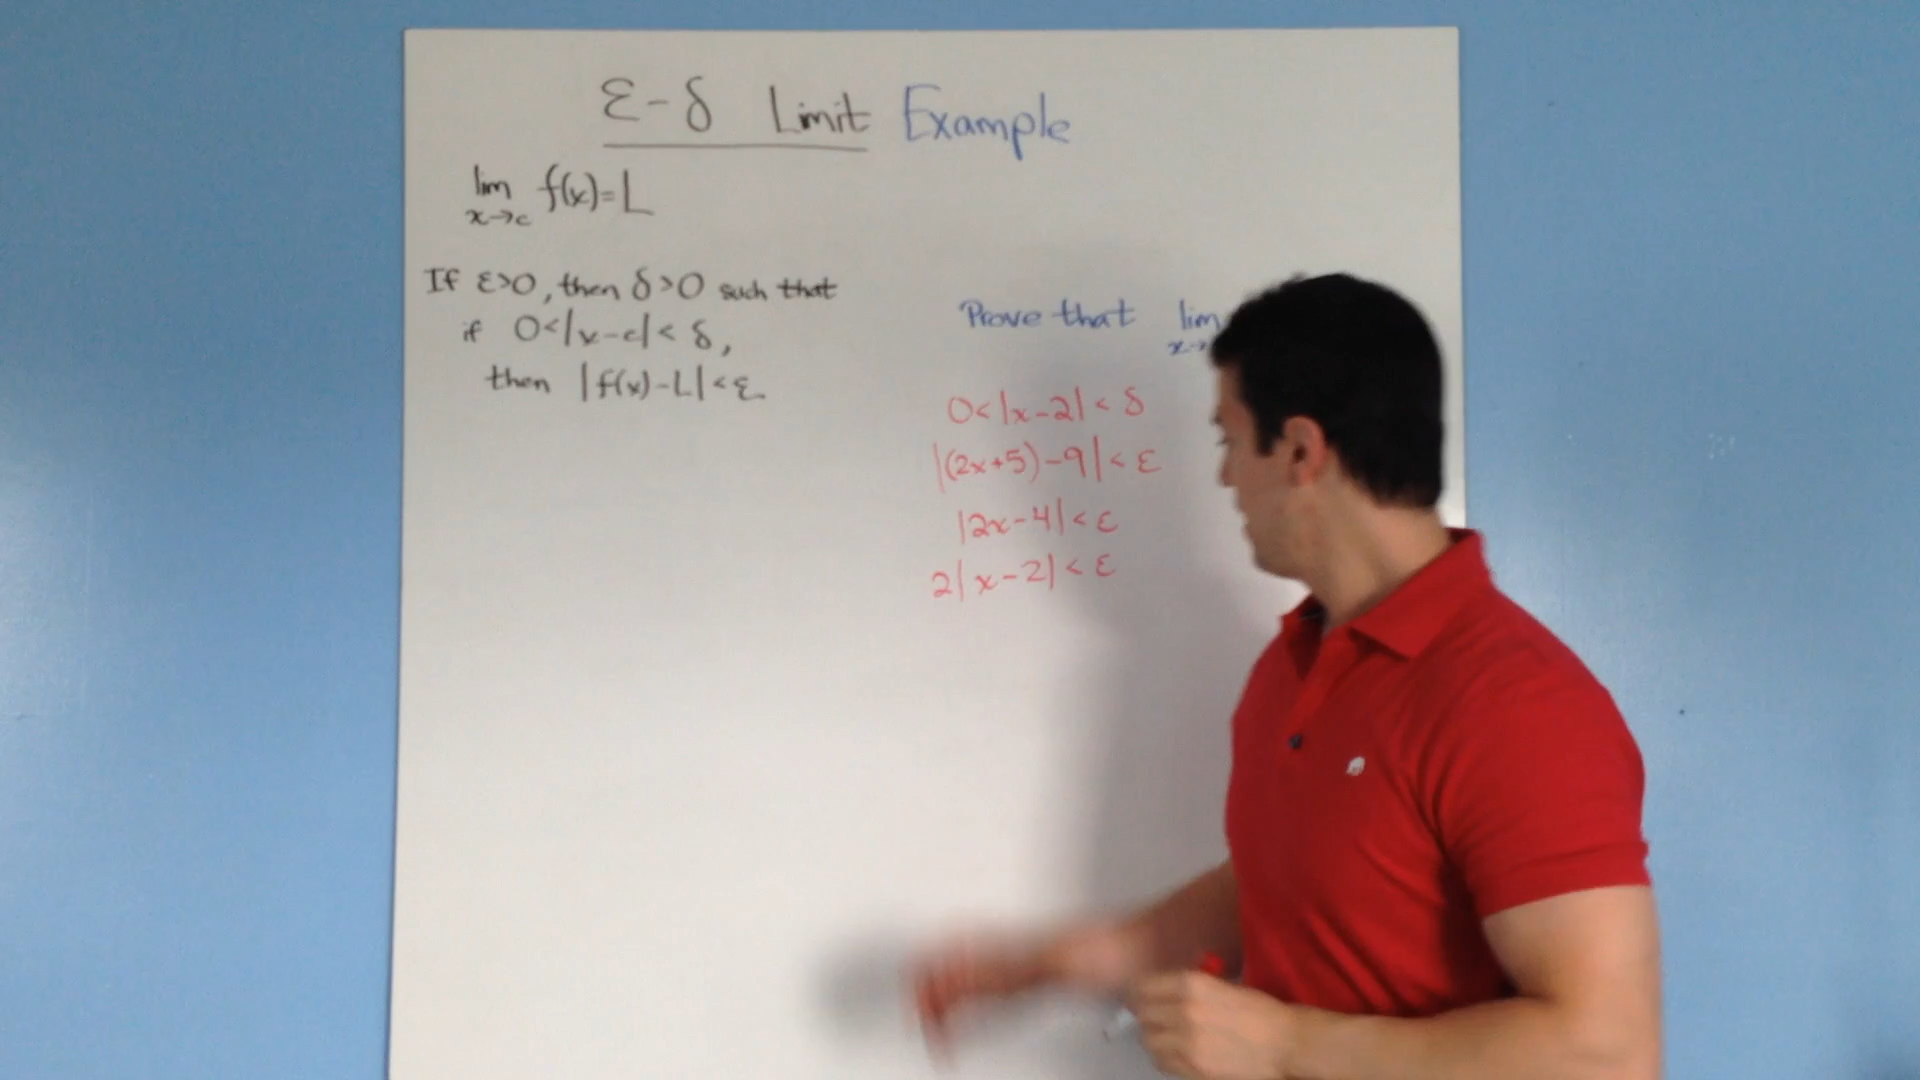 ε-δ Limit Example
lim f(x)=L
x→c
If ε>0, then δ>0 such that
if 0<|x-c|<δ,
then |f(x)-L|<ε
Prove that lim
x→
0<|x-2|<δ
|(2x+5)-9|<ε
|2x-4|<ε
2|x-2|<ε